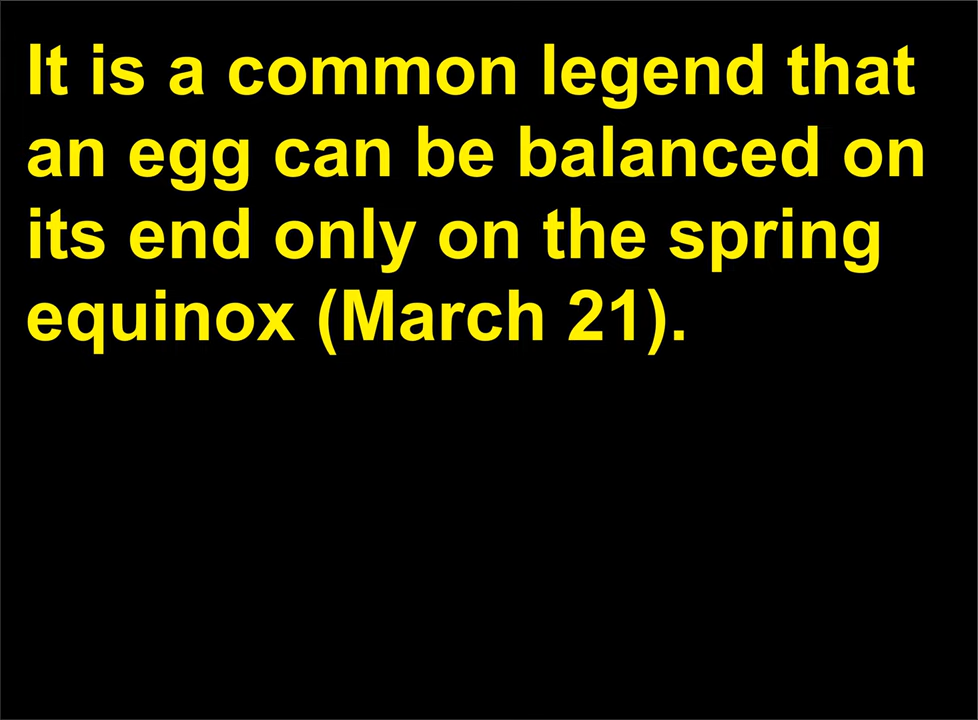 It is a common legend that
an egg can be balanced on
its end only on the spring
equinox (March 21).